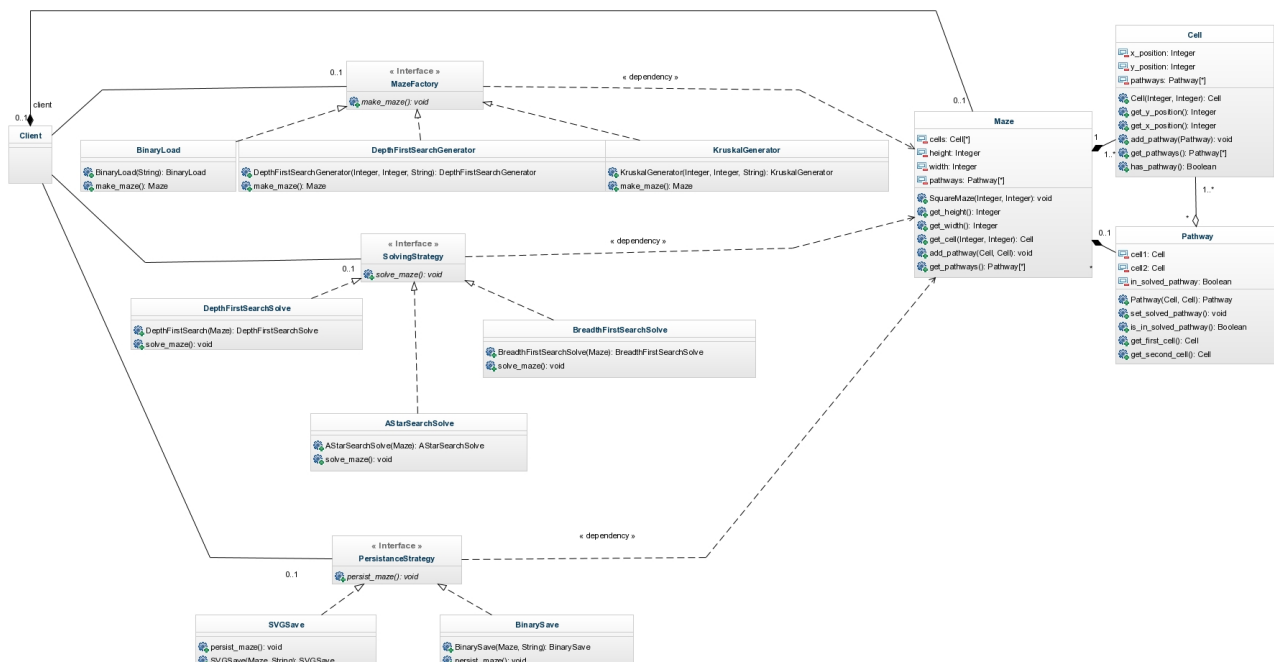 Cell
x_position: Integer
y_position: Integer
pathways: Pathway[*]
Cell(Integer, Integer): Cell
get_y_position(): Integer
get_x_position(): Integer
add_pathway(Pathway): void
get_pathways(): Pathway[*]
has_pathway(): Boolean
« Interface »
MazeFactory
make_maze(): void
0..1
« dependency »
client
0..1
Client
0..1
Maze
cells: Cell[*]
height: Integer
width: Integer
pathways: Pathway[*]
SquareMaze(Integer, Integer): void
get_height(): Integer
get_width(): Integer
get_cell(Integer, Integer): Cell
add_pathway(Cell, Cell): void
get_pathways(): Pathway[*]
1
1..*
BinaryLoad
BinaryLoad(String): BinaryLoad
make_maze(): Maze
DepthFirstSearchGenerator
DepthFirstSearchGenerator(Integer, Integer, String): DepthFirstSearchGenerator
make_maze(): Maze
KruskalGenerator
KruskalGenerator(Integer, Integer, String): KruskalGenerator
make_maze(): Maze
1..*
*
0..1
*
Pathway
cell1: Cell
cell2: Cell
in_solved_pathway: Boolean
Pathway(Cell, Cell): Pathway
set_solved_pathway(): void
is_in_solved_pathway(): Boolean
get_first_cell(): Cell
get_second_cell(): Cell
« Interface »
SolvingStrategy
solve_maze(): void
0..1
« dependency »
DepthFirstSearchSolve
DepthFirstSearch(Maze): DepthFirstSearchSolve
solve_maze(): void
BreadthFirstSearchSolve
BreadthFirstSearchSolve(Maze): BreadthFirstSearchSolve
solve_maze(): void
AStarSearchSolve
AStarSearchSolve(Maze): AStarSearchSolve
solve_maze(): void
« Interface »
PersistanceStrategy
persist_maze(): void
0..1
« dependency »
SVGSave
persist_maze(): void
SVGSave(Maze, String): SVGSave
BinarySave
BinarySave(Maze, String): BinarySave
persist_maze(): void